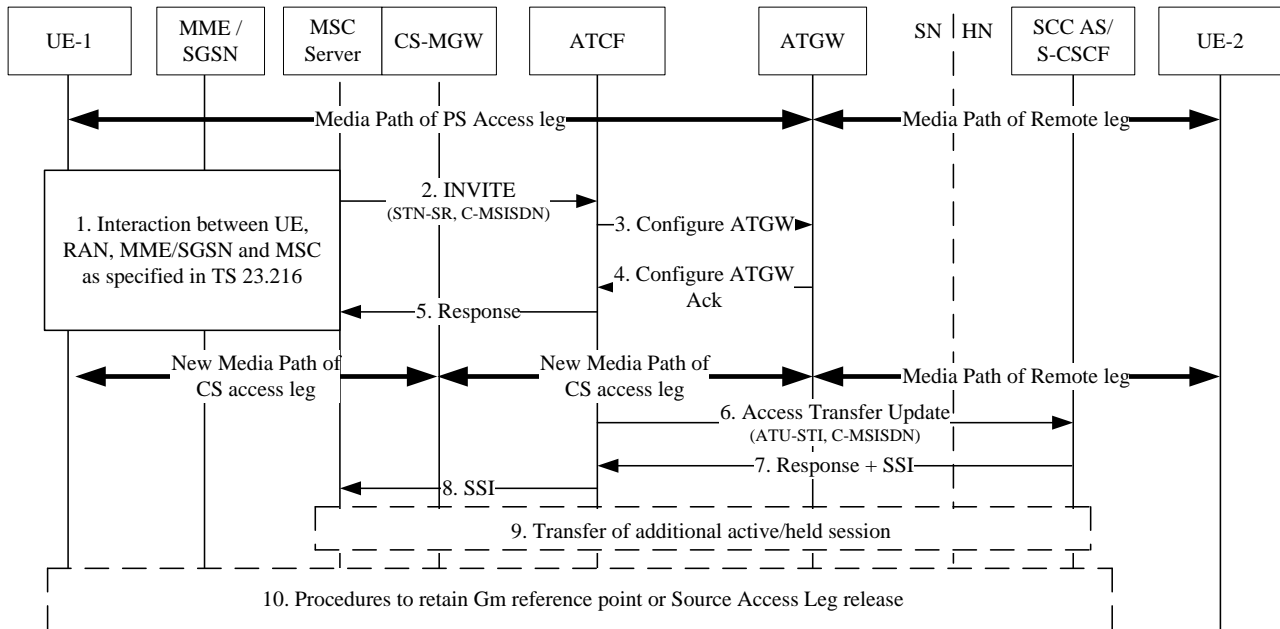 UE-1
MME /
SGSN
MSC
Server
CS-MGW
ATCF
ATGW
SN
HN
SCC AS/
S-CSCF
UE-2
Media Path of PS Access leg
Media Path of Remote leg
1. Interaction between UE,
RAN, MME/SGSN and MSC
as specified in TS 23.216
2. INVITE
(STN-SR, C-MSISDN)
3. Configure ATGW
4. Configure ATGW
Ack
5. Response
New Media Path of
CS access leg
New Media Path of
CS access leg
Media Path of Remote leg
6. Access Transfer Update
(ATU-STI, C-MSISDN)
7. Response + SSI
8. SSI
9. Transfer of additional active/held session
10. Procedures to retain Gm reference point or Source Access Leg release